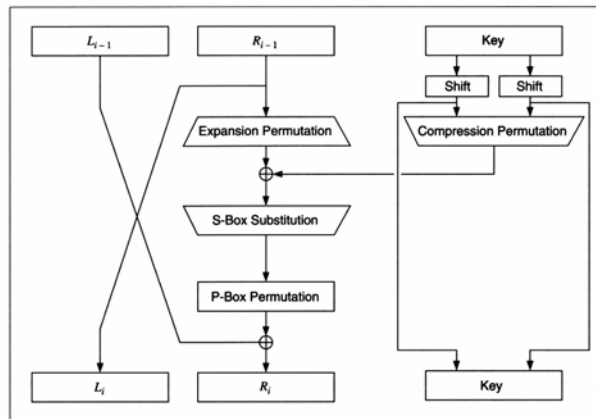 L_{i-1}
R_{i-1}
Key
Shift
Shift
Expansion Permutation
Compression Permutation
S-Box Substitution
P-Box Permutation
L_i
R_i
Key